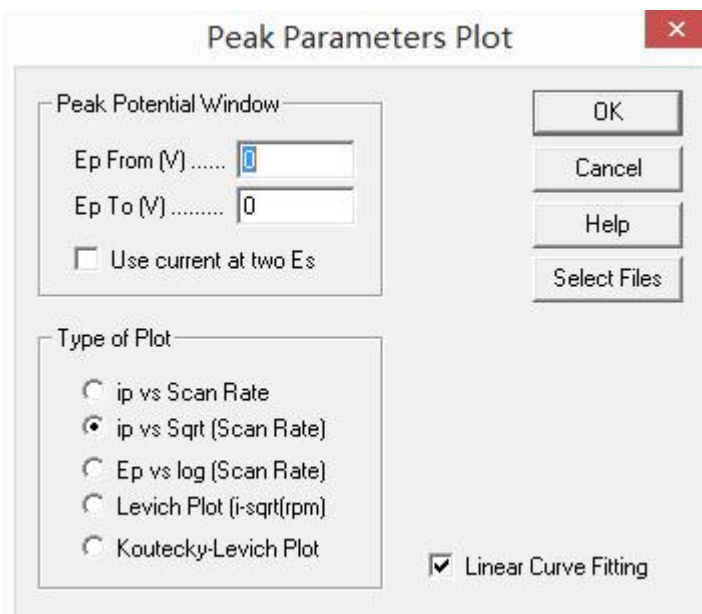 Peak Parameters Plot
Peak Potential Window
Ep From (V) ...... 0
Ep To (V) ......... 0
Use current at two Es
OK
Cancel
Help
Select Files
Type of Plot
ip vs Scan Rate
ip vs Sqrt (Scan Rate)
Ep vs log (Scan Rate)
Levich Plot (i-sqrt(rpm)
Koutecky-Levich Plot
Linear Curve Fitting